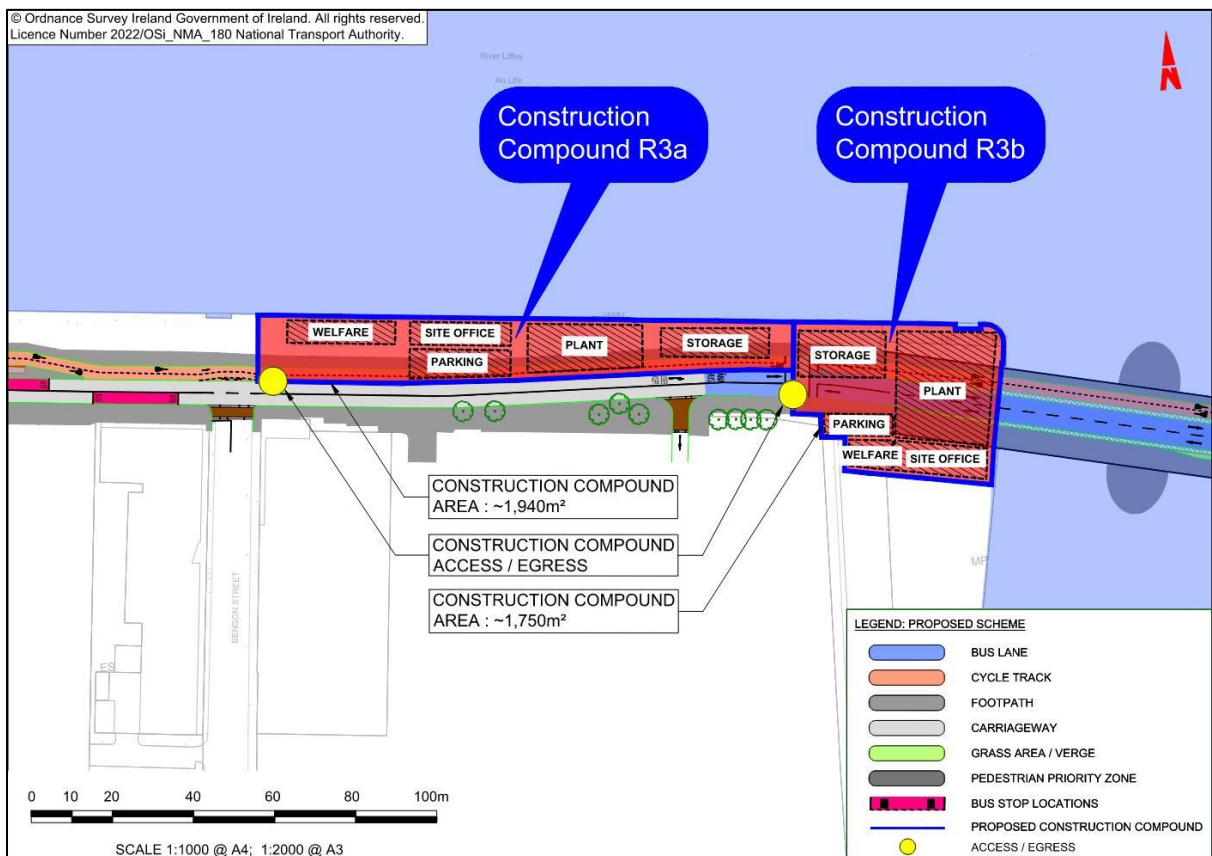 © Ordnance Survey Ireland Government of Ireland. All rights reserved.
Licence Number 2022/OSi_NMA_180 National Transport Authority.
River Liffey
An Life
N
Construction
Compound R3a
Construction
Compound R3b
HWM
WELFARE
SITE OFFICE
PARKING
PLANT
STORAGE
STORAGE
PLANT
PARKING
WELFARE
SITE OFFICE
CONSTRUCTION COMPOUND
AREA : ~1,940m²
CONSTRUCTION COMPOUND
ACCESS / EGRESS
CONSTRUCTION COMPOUND
AREA : ~1,750m²
MP
BENSON STREET
ES
LEGEND: PROPOSED SCHEME
BUS LANE
CYCLE TRACK
FOOTPATH
CARRIAGEWAY
GRASS AREA / VERGE
PEDESTRIAN PRIORITY ZONE
BUS STOP LOCATIONS
PROPOSED CONSTRUCTION COMPOUND
ACCESS / EGRESS
0 10 20 40 60 80 100m
SCALE 1:1000 @ A4; 1:2000 @ A3